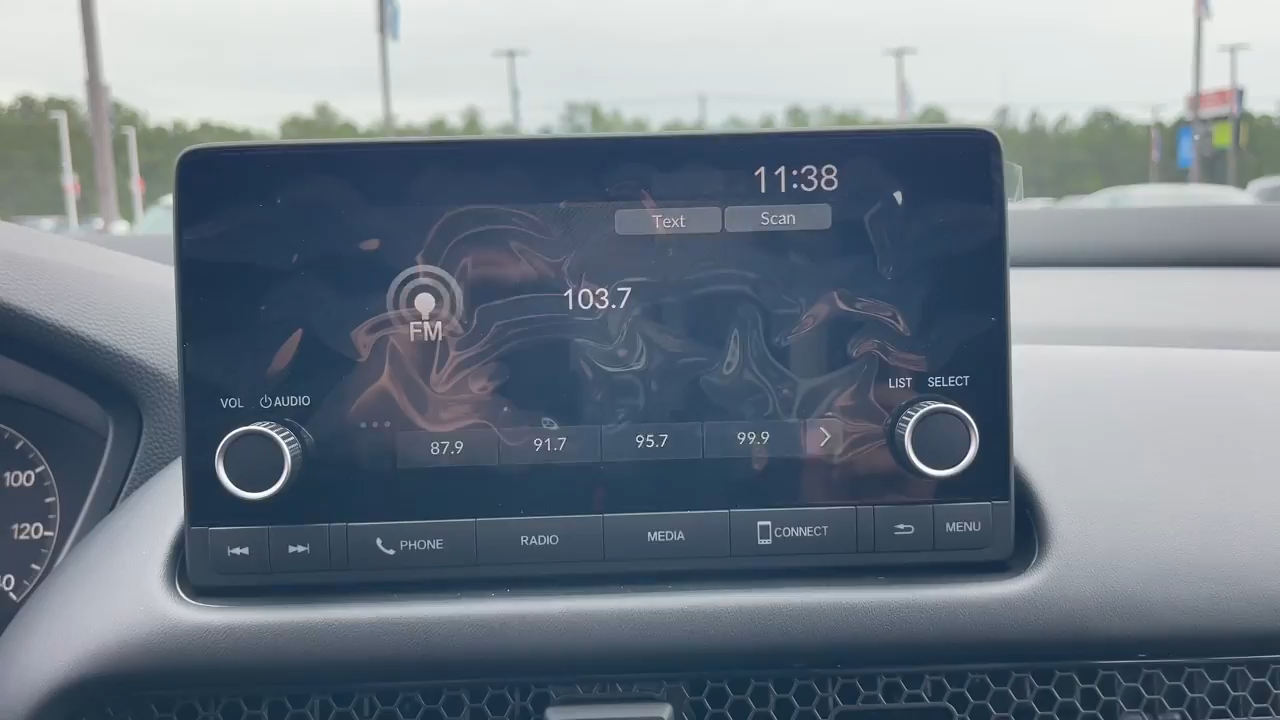 11:38
Text Scan
103.7
FM
LIST SELECT
VOL AUDIO
87.9 91.7 95.7 99.9
100
120
PHONE RADIO MEDIA CONNECT MENU